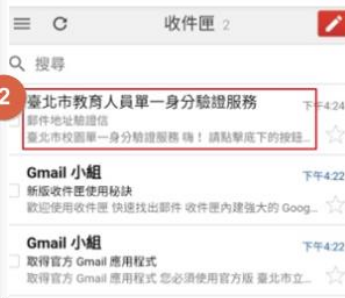 收件匣 2
搜尋
2
臺北市教育人員單一身分驗證服務
下午4:24
郵件地址驗證信
臺北市校園單一身分驗證服務 嗨！ 請點擊底下的按鈕...
Gmail 小組
下午4:22
新版收件匣使用秘訣
歡迎使用收件匣 快速找出郵件 收件匣內建強大的 Goog...
Gmail 小組
下午4:22
取得官方 Gmail 應用程式
取得官方 Gmail 應用程式 您必須使用官方版 臺北市立...